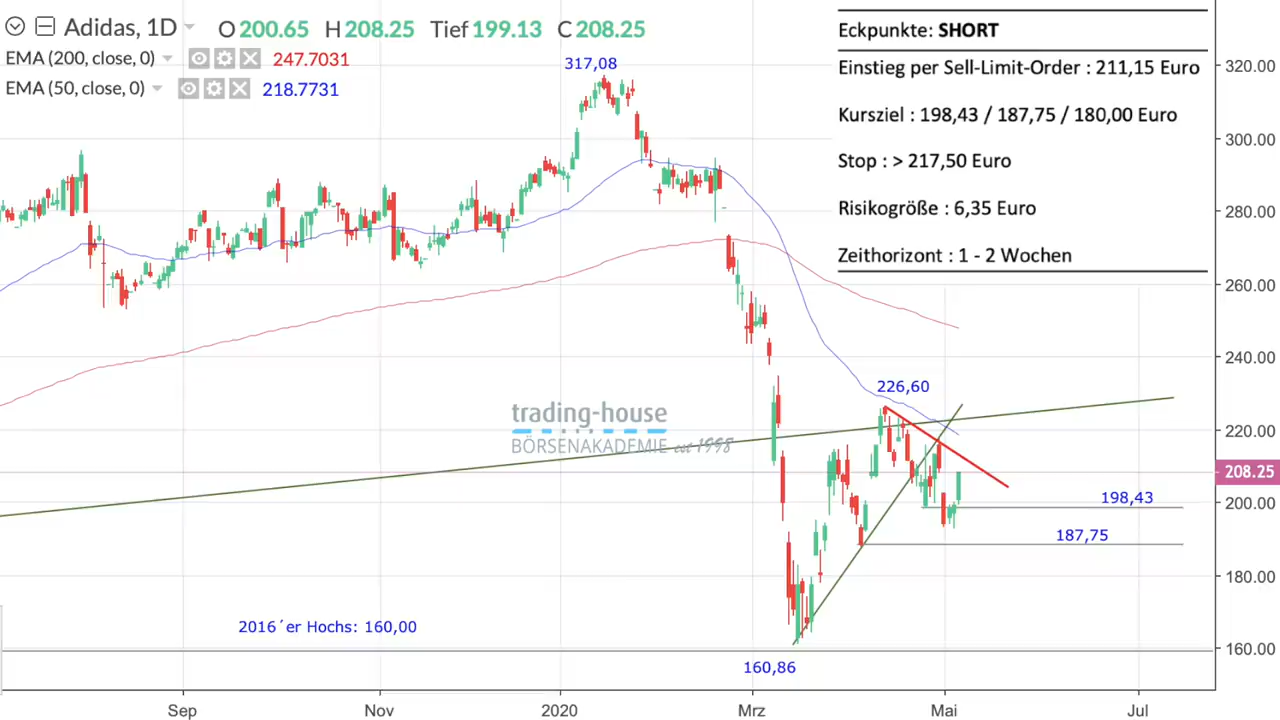 Adidas, 1D O 200.65 H 208.25 Tief 199.13 C 208.25
EMA (200, close, 0) 247.7031
EMA (50, close, 0) 218.7731
Eckpunkte: SHORT
Einstieg per Sell-Limit-Order : 211,15 Euro
Kursziel : 198,43 / 187,75 / 180,00 Euro
Stop : > 217,50 Euro
Risikogröße : 6,35 Euro
Zeithorizont : 1 - 2 Wochen
317,08
226,60
trading-house
BÖRSENAKADEMIE est 1998
198,43
187,75
2016´er Hochs: 160,00
160,86
320.00
300.00
280.00
260.00
240.00
220.00
208.25
200.00
180.00
160.00
Sep Nov 2020 Mrz Mai Jul